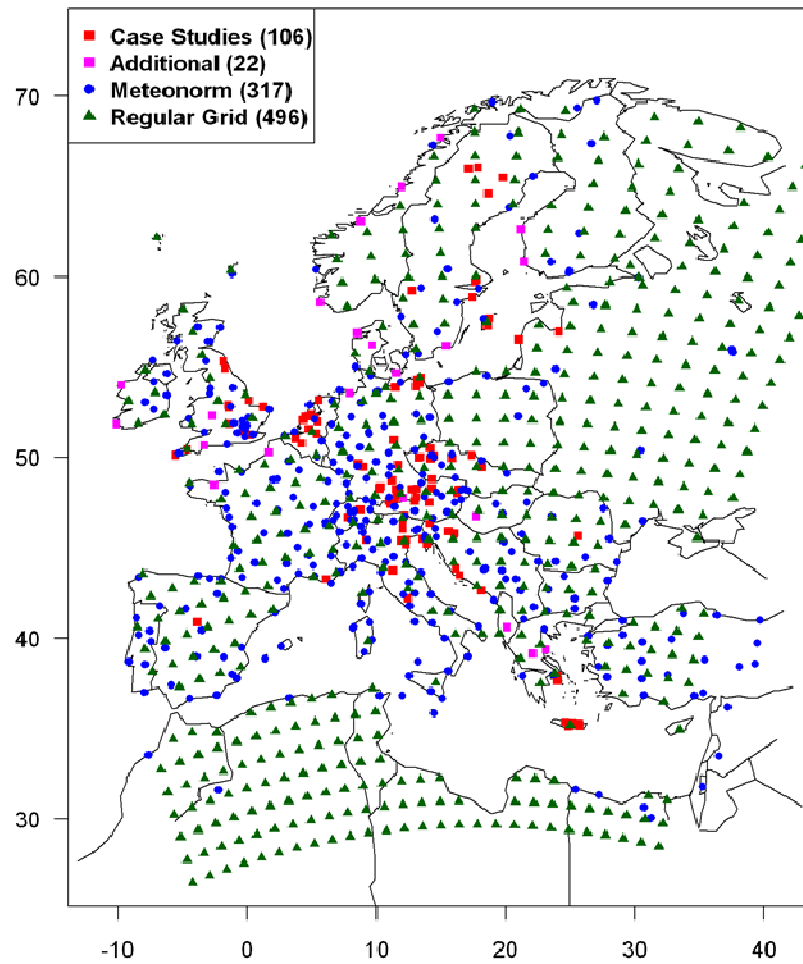 Case Studies (106)
Additional (22)
Meteonorm (317)
Regular Grid (496)
70
60
50
40
30
-10 0 10 20 30 40